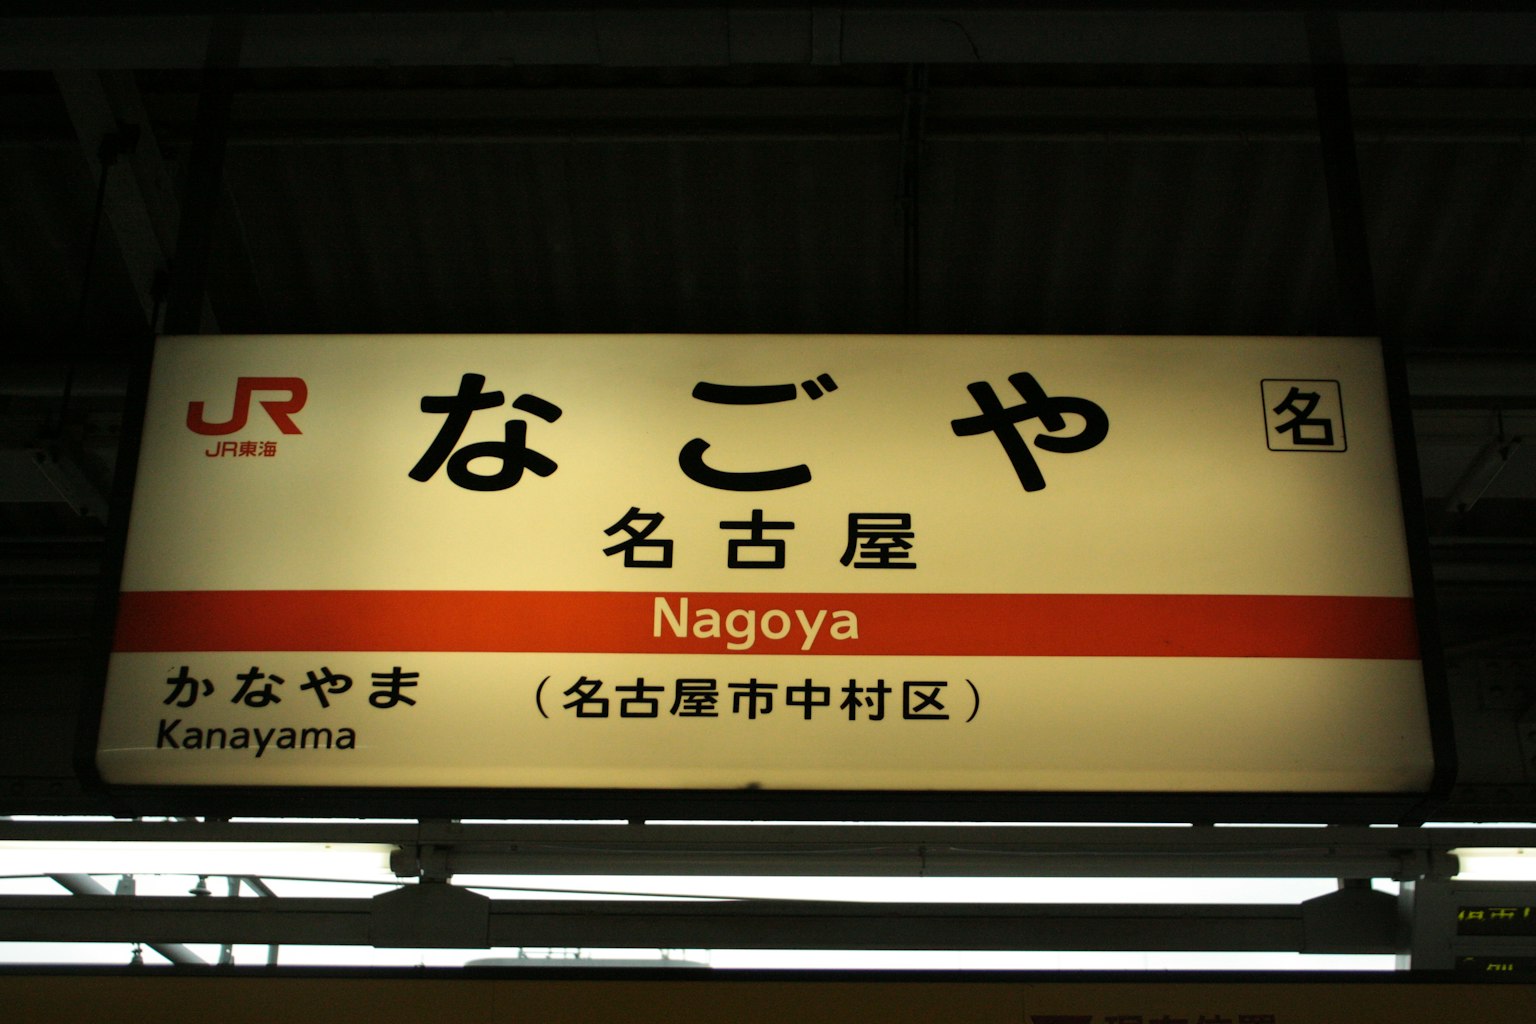 JR
JR東海
なごや
名
名古屋
Nagoya
かなやま
（名古屋市中村区）
Kanayama